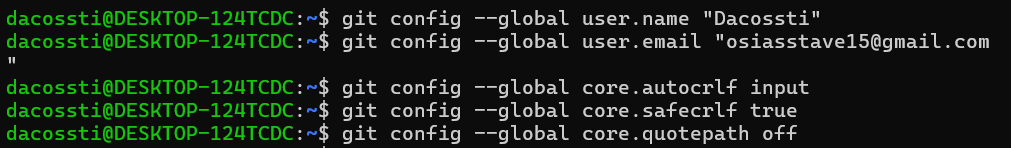 dacossti@DESKTOP-124TCDC:~$ git config --global user.name "Dacossti"
dacossti@DESKTOP-124TCDC:~$ git config --global user.email "osiasstave15@gmail.com
"
dacossti@DESKTOP-124TCDC:~$ git config --global core.autocrlf input
dacossti@DESKTOP-124TCDC:~$ git config --global core.safecrlf true
dacossti@DESKTOP-124TCDC:~$ git config --global core.quotepath off